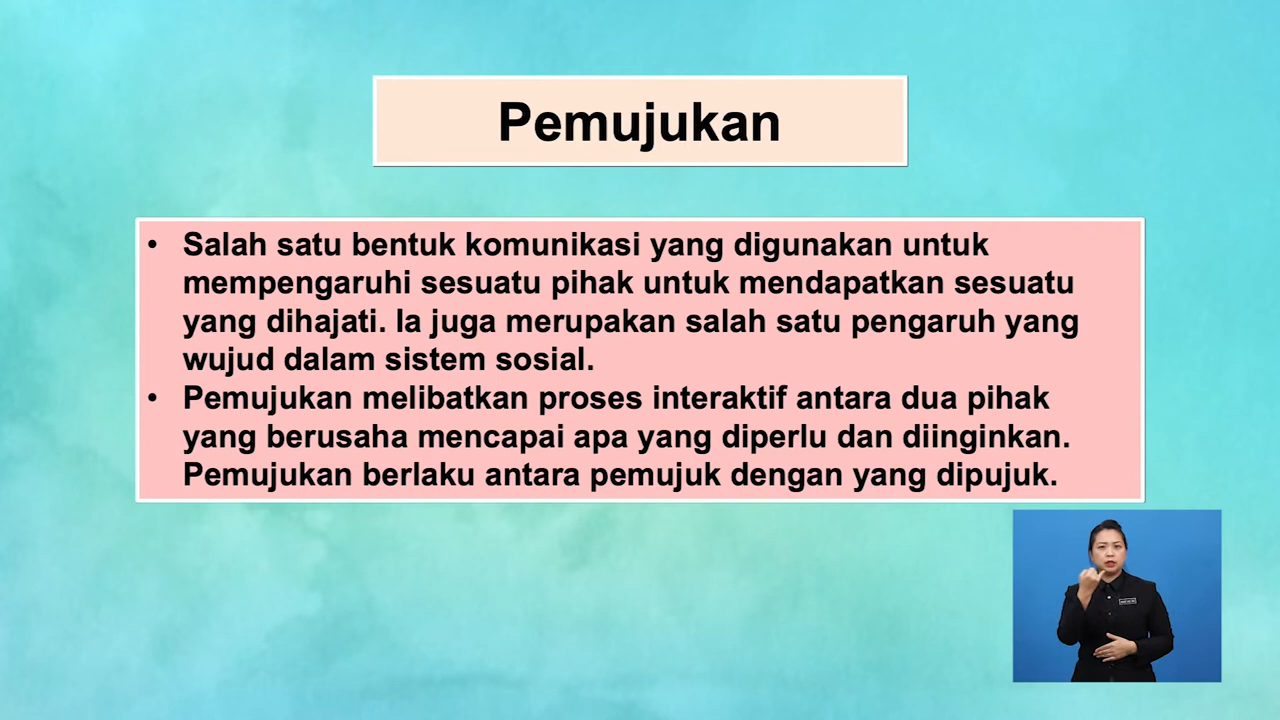 Pemujukan
• Salah satu bentuk komunikasi yang digunakan untuk
mempengaruhi sesuatu pihak untuk mendapatkan sesuatu
yang dihajati. Ia juga merupakan salah satu pengaruh yang
wujud dalam sistem sosial.
• Pemujukan melibatkan proses interaktif antara dua pihak
yang berusaha mencapai apa yang diperlu dan diinginkan.
Pemujukan berlaku antara pemujuk dengan yang dipujuk.